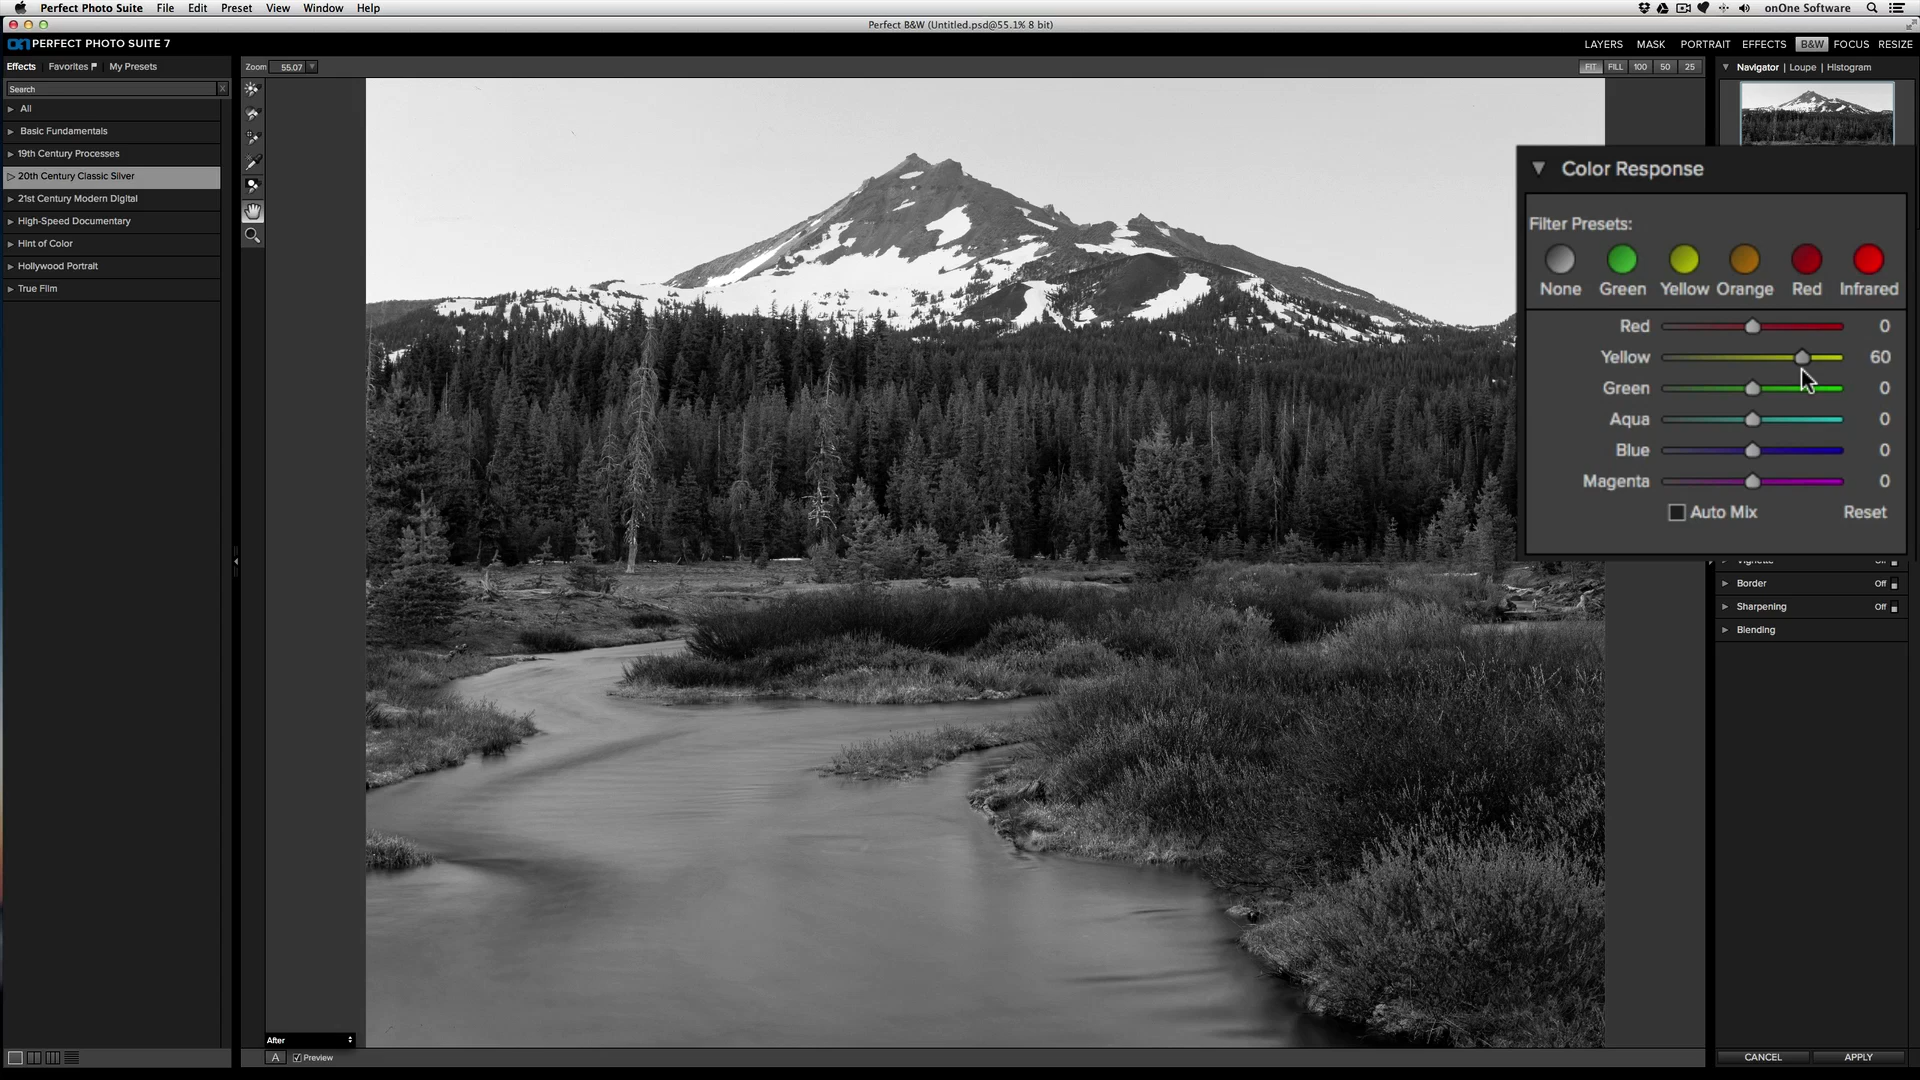 Perfect Photo Suite File Edit Preset View Window Help onOne Software
Perfect B&W (Untitled.psd@55.1% 8 bit)
on PERFECT PHOTO SUITE 7 LAYERS MASK PORTRAIT EFFECTS B&W FOCUS RESIZE
Effects Favorites My Presets
Zoom 55.07 FIT FILL 100 50 25
Navigator | Loupe | Histogram
Search X
All
Basic Fundamentals
19th Century Processes
20th Century Classic Silver
21st Century Modern Digital
High-Speed Documentary
Hint of Color
Hollywood Portrait
True Film
Color Response
Filter Presets:
None Green Yellow Orange Red Infrared
Red 0
Yellow 60
Green 0
Aqua 0
Blue 0
Magenta 0
Auto Mix Reset
Vignette Off
Border Off
Sharpening Off
Blending
After
A Preview
CANCEL APPLY